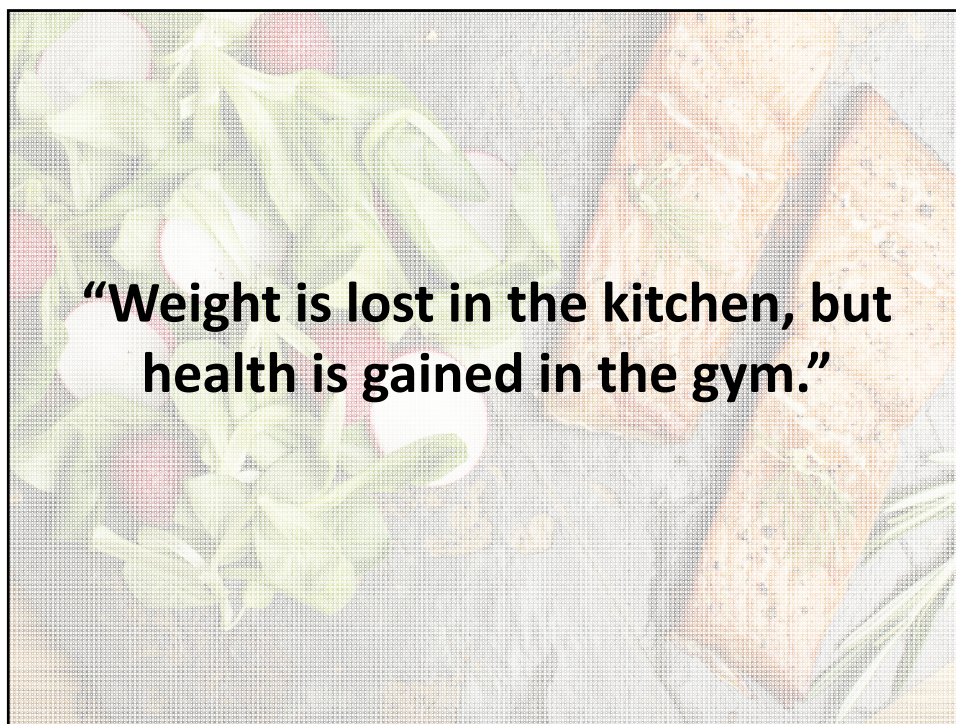 “Weight is lost in the kitchen, but
health is gained in the gym.”